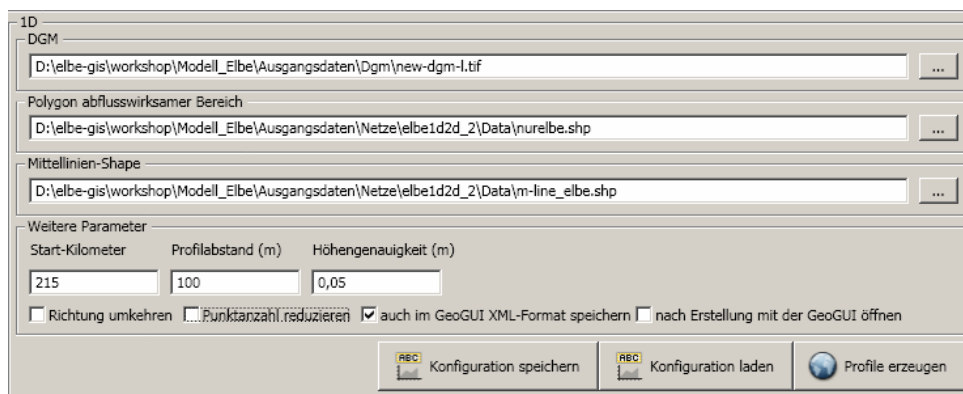 1D
DGM
D:\elbe-gis\workshop\Modell_Elbe\Ausgangsdaten\Dgm\new-dgm-l.tif
...
Polygon abflusswirksamer Bereich
D:\elbe-gis\workshop\Modell_Elbe\Ausgangsdaten\Netze\elbe1d2d_2\Data\nurelbe.shp
...
Mittellinien-Shape
D:\elbe-gis\workshop\Modell_Elbe\Ausgangsdaten\Netze\elbe1d2d_2\Data\m-line_elbe.shp
...
Weitere Parameter
Start-Kilometer Profilabstand (m) Höhengenauigkeit (m)
215 100 0,05
Richtung umkehren Punktanzahl reduzieren auch im GeoGUI XML-Format speichern nach Erstellung mit der GeoGUI öffnen
ABC Konfiguration speichern ABC Konfiguration laden Profile erzeugen